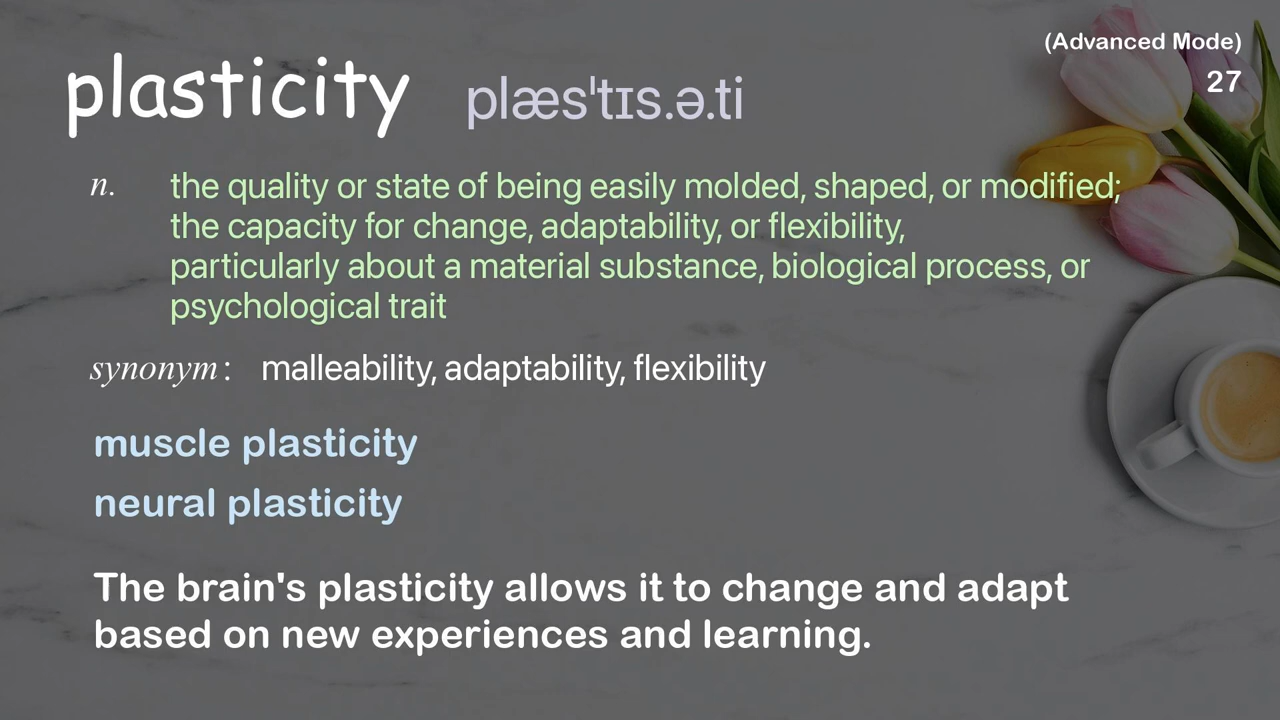 (Advanced Mode)
27
plasticity plæsˈtɪs.ə.ti
n. the quality or state of being easily molded, shaped, or modified;
the capacity for change, adaptability, or flexibility,
particularly about a material substance, biological process, or
psychological trait
synonym: malleability, adaptability, flexibility
muscle plasticity
neural plasticity
The brain's plasticity allows it to change and adapt
based on new experiences and learning.